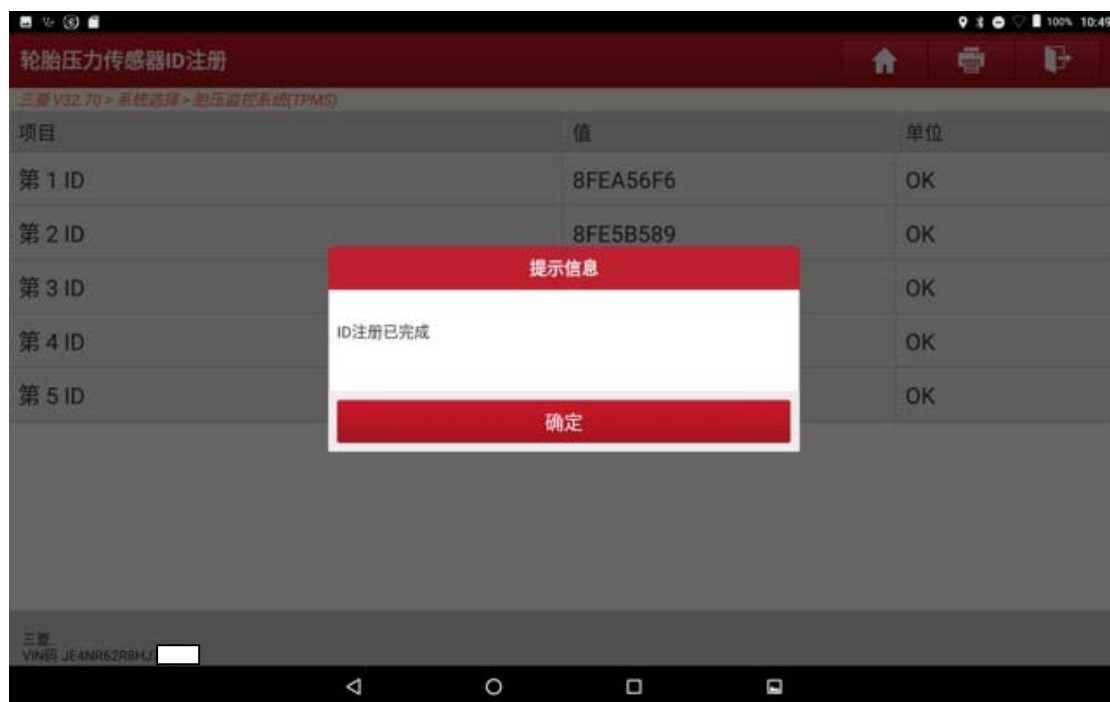 100% 10:49
轮胎压力传感器ID注册
三菱 V32.70 > 系统选择 > 胎压监控系统(TPMS)
项目 值 单位
第 1 ID 8FEA56F6 OK
第 2 ID 8FE5B589 OK
提示信息
第 3 ID OK
ID注册已完成
第 4 ID OK
第 5 ID OK
确定
三菱
VIN码 JE4NR62R8HJ